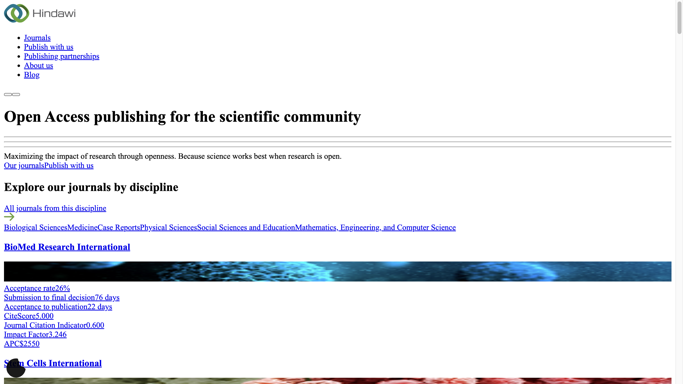 Hindawi
Journals
Publish with us
Publishing partnerships
About us
Blog
Open Access publishing for the scientific community
Maximizing the impact of research through openness. Because science works best when research is open.
Our journalsPublish with us
Explore our journals by discipline
All journals from this discipline
Biological SciencesMedicineCase ReportsPhysical SciencesSocial Sciences and EducationMathematics, Engineering, and Computer Science
BioMed Research International
Acceptance rate26%
Submission to final decision76 days
Acceptance to publication22 days
CiteScore5.000
Journal Citation Indicator0.600
Impact Factor3.246
APC$2550
Stem Cells International